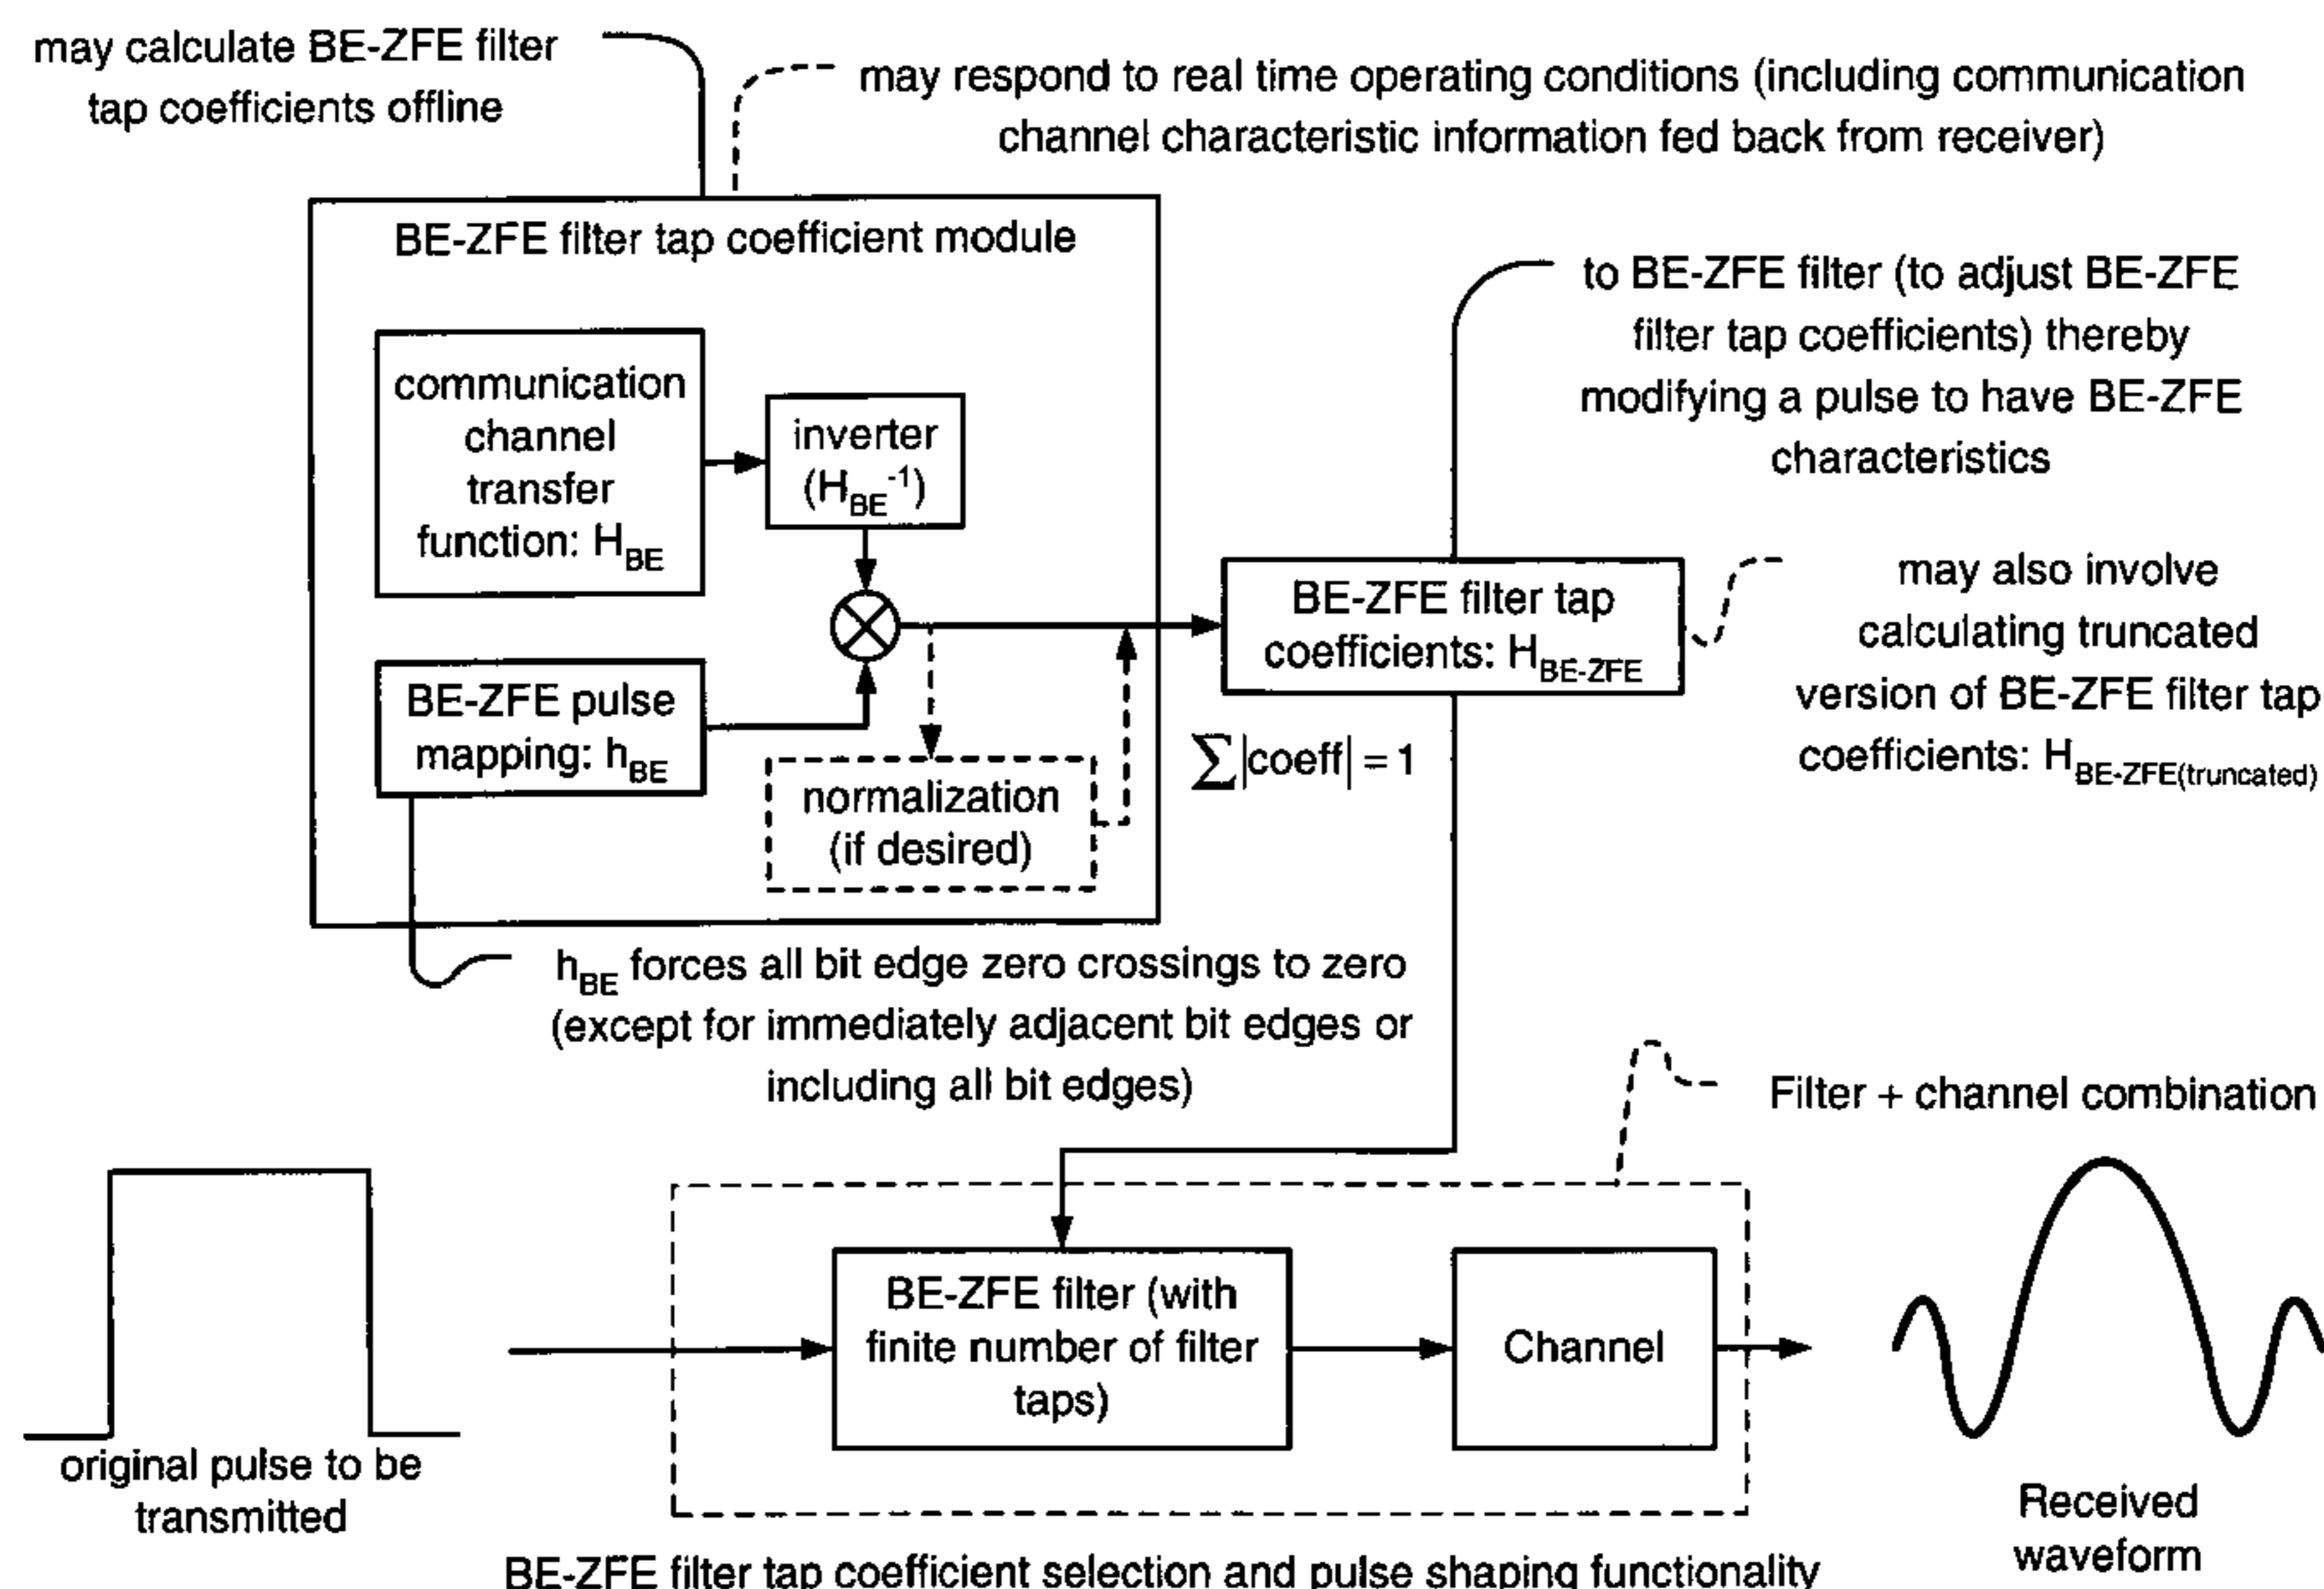 may calculate BE-ZFE filter
tap coefficients offline
may respond to real time operating conditions (including communication
channel characteristic information fed back from receiver)
BE-ZFE filter tap coefficient module
communication
channel
transfer
function: H_BE
inverter
(H_BE^-1)
BE-ZFE pulse
mapping: h_BE
normalization
(if desired)
to BE-ZFE filter (to adjust BE-ZFE
filter tap coefficients) thereby
modifying a pulse to have BE-ZFE
characteristics
BE-ZFE filter tap
coefficients: H_BE-ZFE
∑|coeff| = 1
may also involve
calculating truncated
version of BE-ZFE filter tap
coefficients: H_BE-ZFE(truncated)
h_BE forces all bit edge zero crossings to zero
(except for immediately adjacent bit edges or
including all bit edges)
Filter + channel combination
original pulse to be
transmitted
BE-ZFE filter (with
finite number of filter
taps)
Channel
Received
waveform
BE-ZFE filter tap coefficient selection and pulse shaping functionality